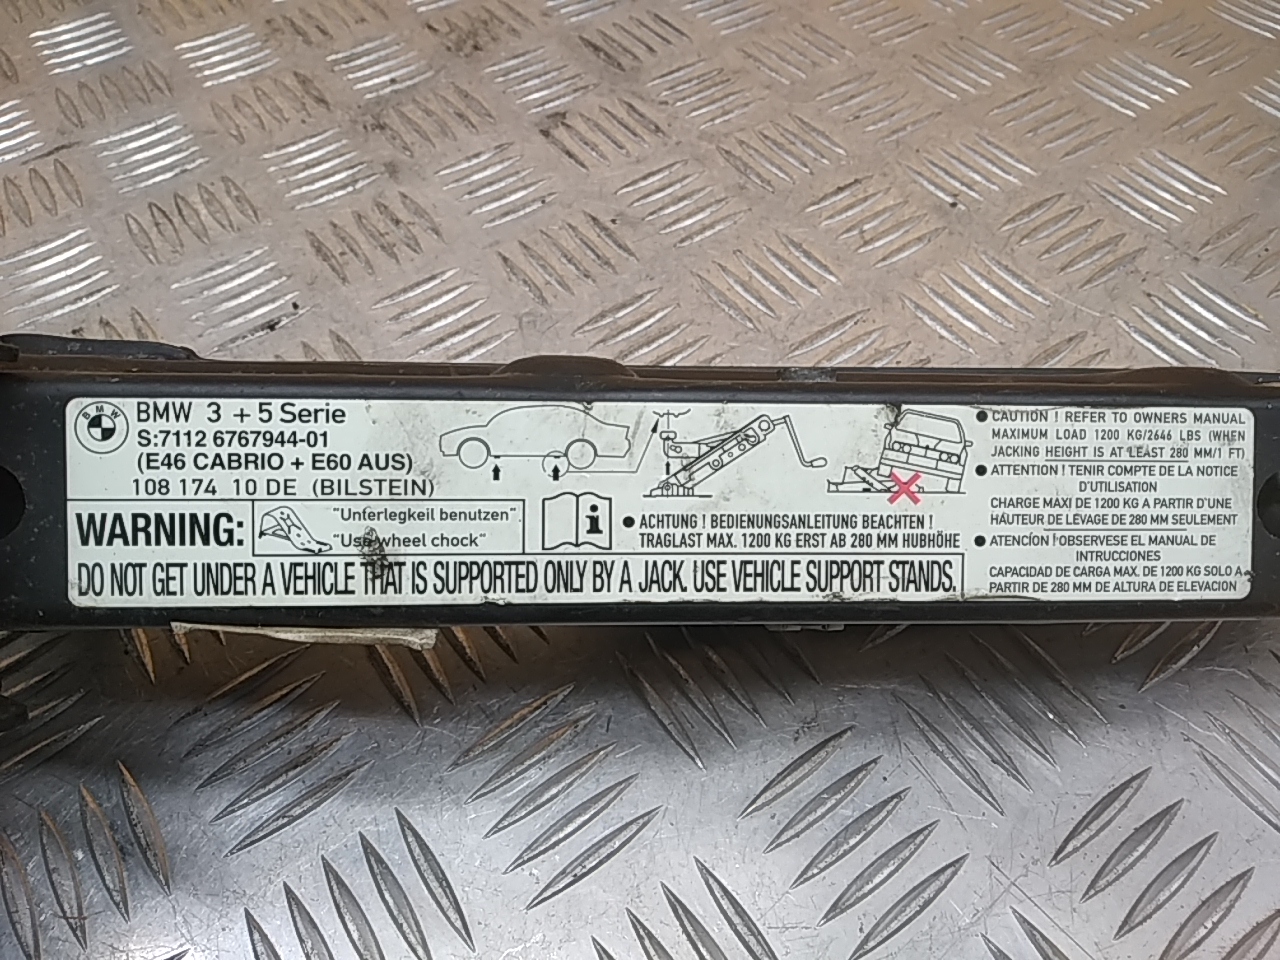 BMW
BMW 3 + 5 Serie
S:7112 6767944-01
(E46 CABRIO + E60 AUS)
108 174 10 DE (BILSTEIN)
WARNING:
"Unterlegkeil benutzen"
"Use wheel chock"
i
● ACHTUNG ! BEDIENUNGSANLEITUNG BEACHTEN !
TRAGLAST MAX. 1200 KG ERST AB 280 MM HUBHÖHE
DO NOT GET UNDER A VEHICLE THAT IS SUPPORTED ONLY BY A JACK. USE VEHICLE SUPPORT STANDS.
● CAUTION ! REFER TO OWNERS MANUAL
MAXIMUM LOAD 1200 KG/2646 LBS (WHEN
JACKING HEIGHT IS AT LEAST 280 MM/1 FT)
● ATTENTION ! TENIR COMPTE DE LA NOTICE
D'UTILISATION
CHARGE MAXI DE 1200 KG A PARTIR D'UNE
HAUTEUR DE LEVAGE DE 280 MM SEULEMENT
● ATENCÍON ! OBSERVESE EL MANUAL DE
INTRUCCIONES
CAPACIDAD DE CARGA MAX. DE 1200 KG SOLO A
PARTIR DE 280 MM DE ALTURA DE ELEVACION